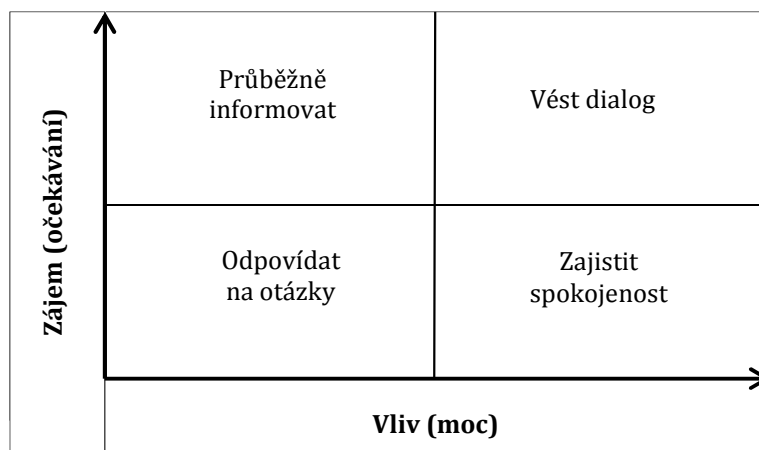 Zájem (očekávání)
Průběžně
informovat
Vést dialog
Odpovídat
na otázky
Zajistit
spokojenost
Vliv (moc)